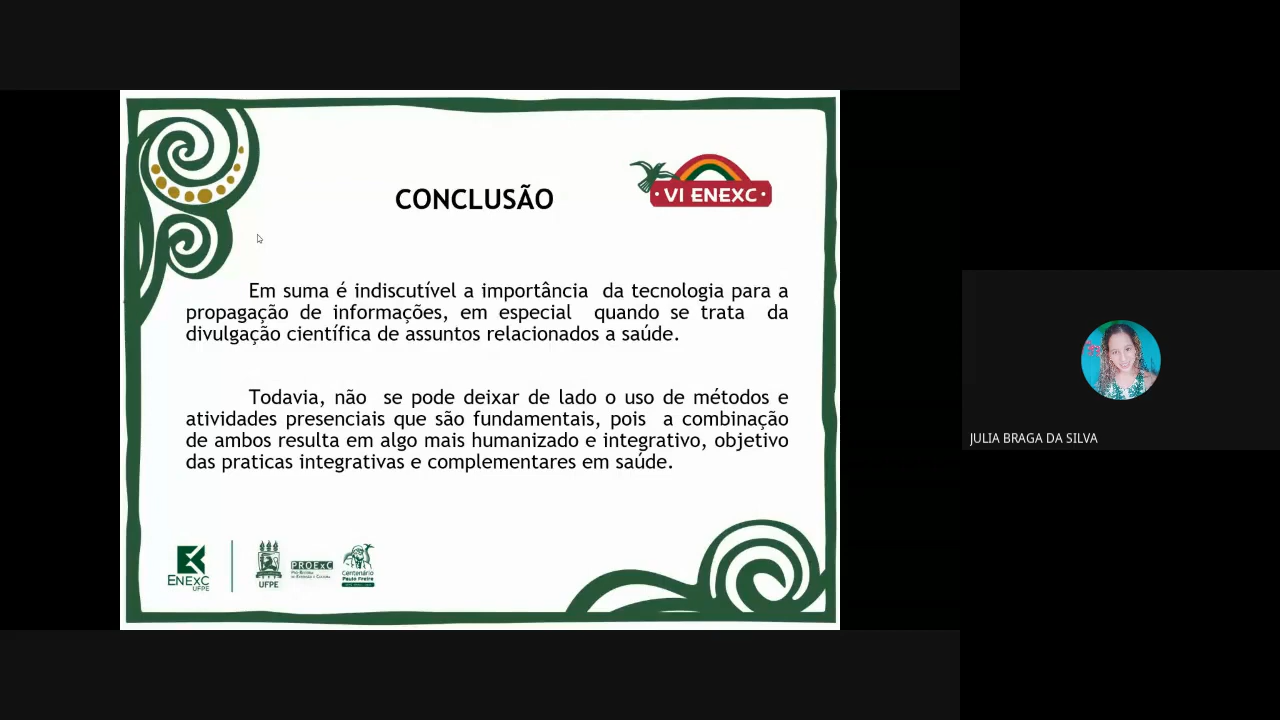 CONCLUSÃO
· VI ENEXC ·
Em suma é indiscutível a importância da tecnologia para a
propagação de informações, em especial quando se trata da
divulgação científica de assuntos relacionados a saúde.
Todavia, não se pode deixar de lado o uso de métodos e
atividades presenciais que são fundamentais, pois a combinação
de ambos resulta em algo mais humanizado e integrativo, objetivo
das praticas integrativas e complementares em saúde.
JULIA BRAGA DA SILVA
ENEXC
UFPE
UFPE
PROExC
Centenário
Paulo Freire